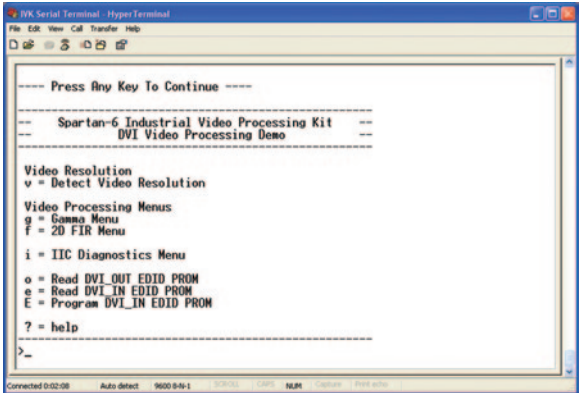 IVK Serial Terminal - HyperTerminal
File Edit View Call Transfer Help
---- Press Any Key To Continue ----
--------------------------------------------------
-- Spartan-6 Industrial Video Processing Kit --
-- DVI Video Processing Demo --
--------------------------------------------------
Video Resolution
v = Detect Video Resolution
Video Processing Menus
g = Gamma Menu
f = 2D FIR Menu
i = IIC Diagnostics Menu
o = Read DVI_OUT EDID PROM
e = Read DVI_IN EDID PROM
E = Program DVI_IN EDID PROM
? = help
--------------------------------------------------
>_
Connected 0:02:08 Auto detect 9600 8-N-1 SCROLL CAPS NUM Capture Print echo